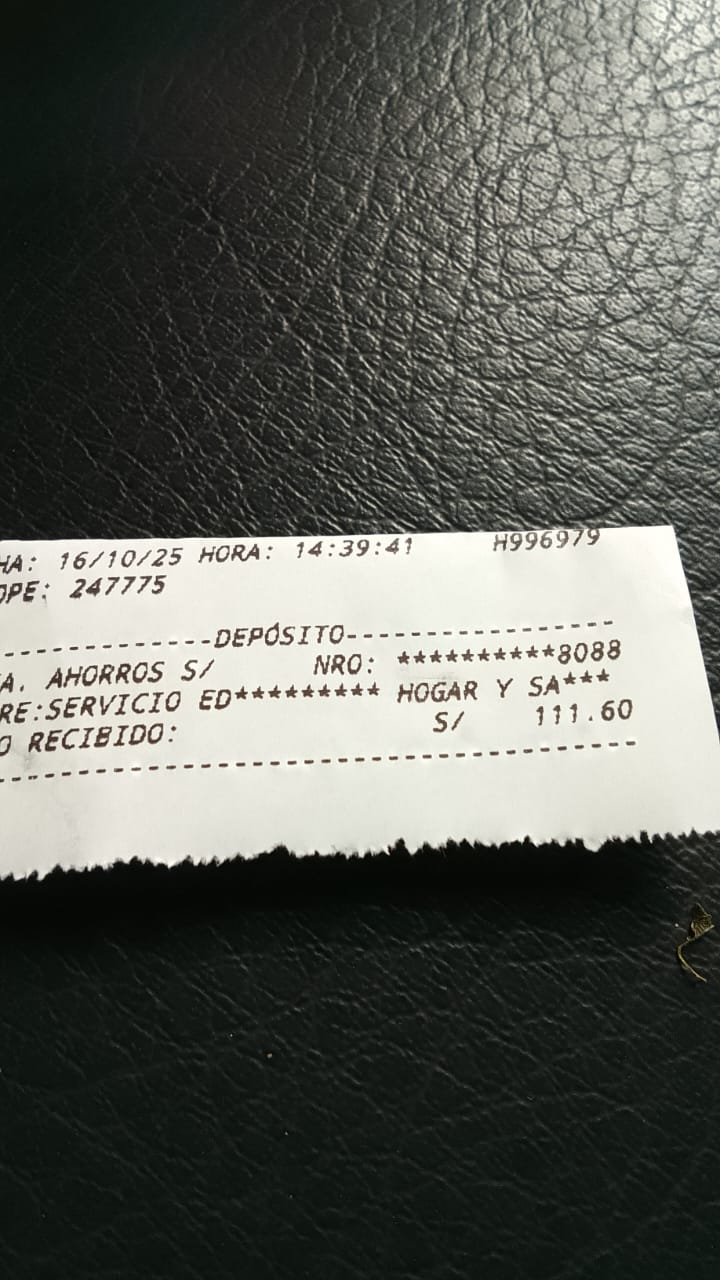 HA: 16/10/25 HORA: 14:39:41 H996979
OPE: 247775
-------------DEPÓSITO-----------------
A. AHORROS S/ NRO: **********8088
RE:SERVICIO ED********* HOGAR Y SA***
O RECIBIDO: S/ 111.60
----------------------------------------